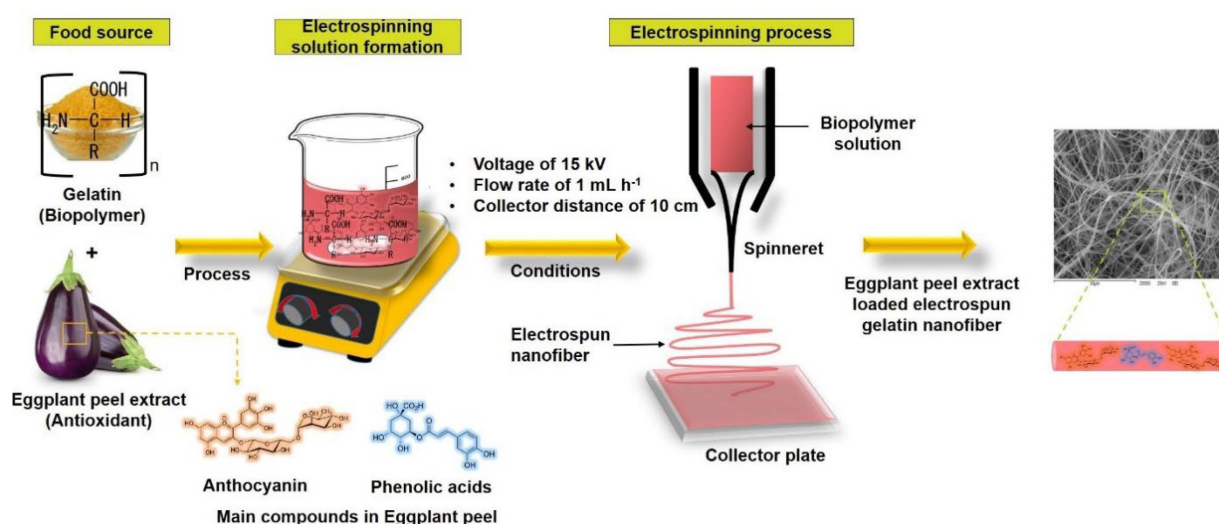 Food source
Electrospinning
solution formation
Electrospinning process
COOH
H2N—C—H
R
n
Gelatin
(Biopolymer)
+
Eggplant peel extract
(Antioxidant)
Process
• Voltage of 15 kV
• Flow rate of 1 mL h-1
• Collector distance of 10 cm
Conditions
Biopolymer
solution
Spinneret
Electrospun
nanofiber
Collector plate
Eggplant peel extract
loaded electrospun
gelatin nanofiber
Anthocyanin
Phenolic acids
Main compounds in Eggplant peel